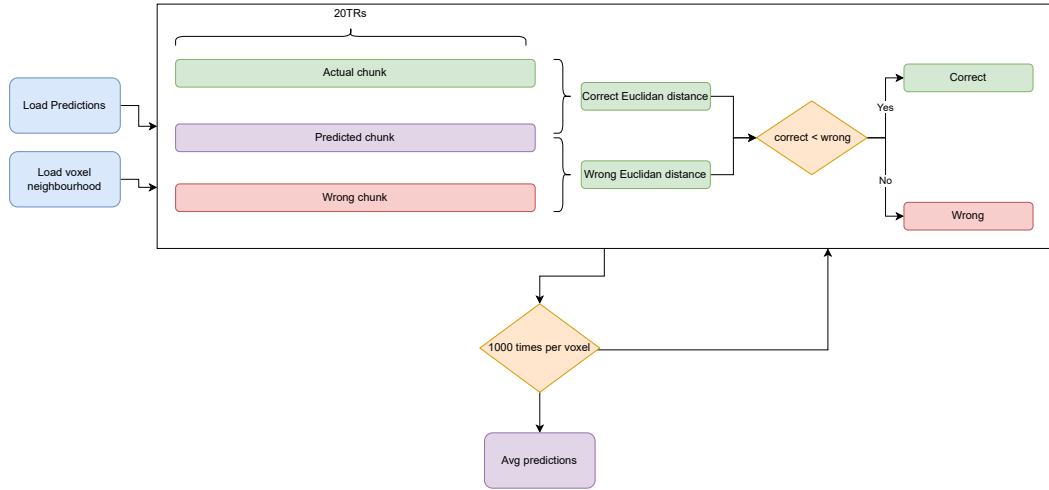 20TRs
Load Predictions
Load voxel
neighbourhood
Actual chunk
Predicted chunk
Wrong chunk
Correct Euclidan distance
Wrong Euclidan distance
correct < wrong
Yes
No
Correct
Wrong
1000 times per voxel
Avg predictions